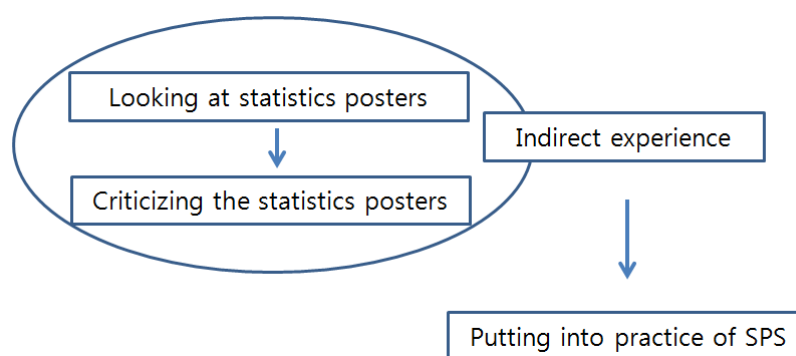 Looking at statistics posters
Indirect experience
Criticizing the statistics posters
Putting into practice of SPS